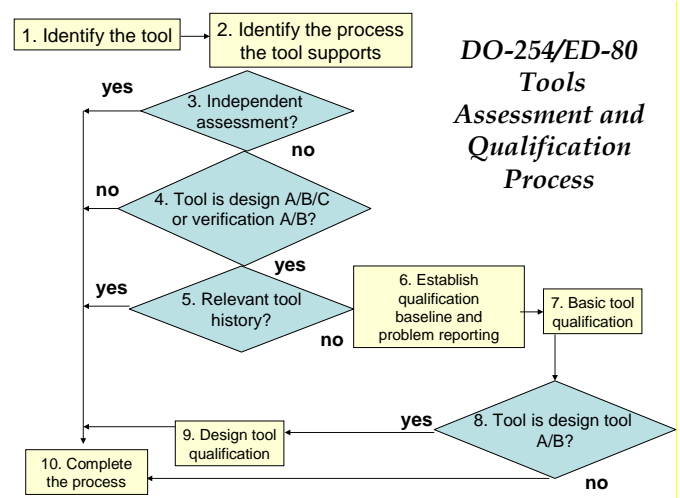 1. Identify the tool
2. Identify the process
the tool supports
DO-254/ED-80
Tools
Assessment and
Qualification
Process
yes
3. Independent
assessment?
no
no
4. Tool is design A/B/C
or verification A/B?
yes
yes
5. Relevant tool
history?
no
6. Establish
qualification
baseline and
problem reporting
7. Basic tool
qualification
yes
8. Tool is design tool
A/B?
no
9. Design tool
qualification
10. Complete
the process